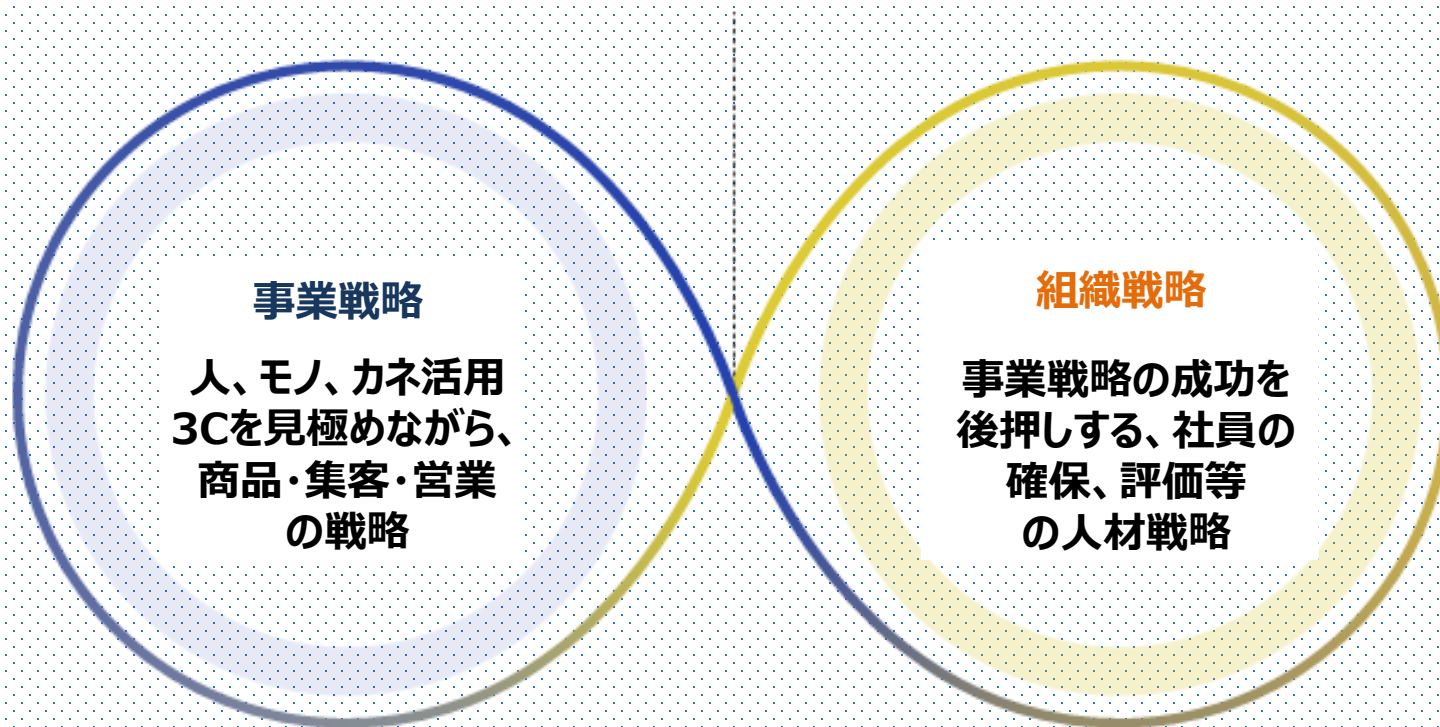 事業戦略
人、モノ、カネ活用
3Cを見極めながら、
商品・集客・営業
の戦略
組織戦略
事業戦略の成功を
後押しする、社員の
確保、評価等
の人材戦略